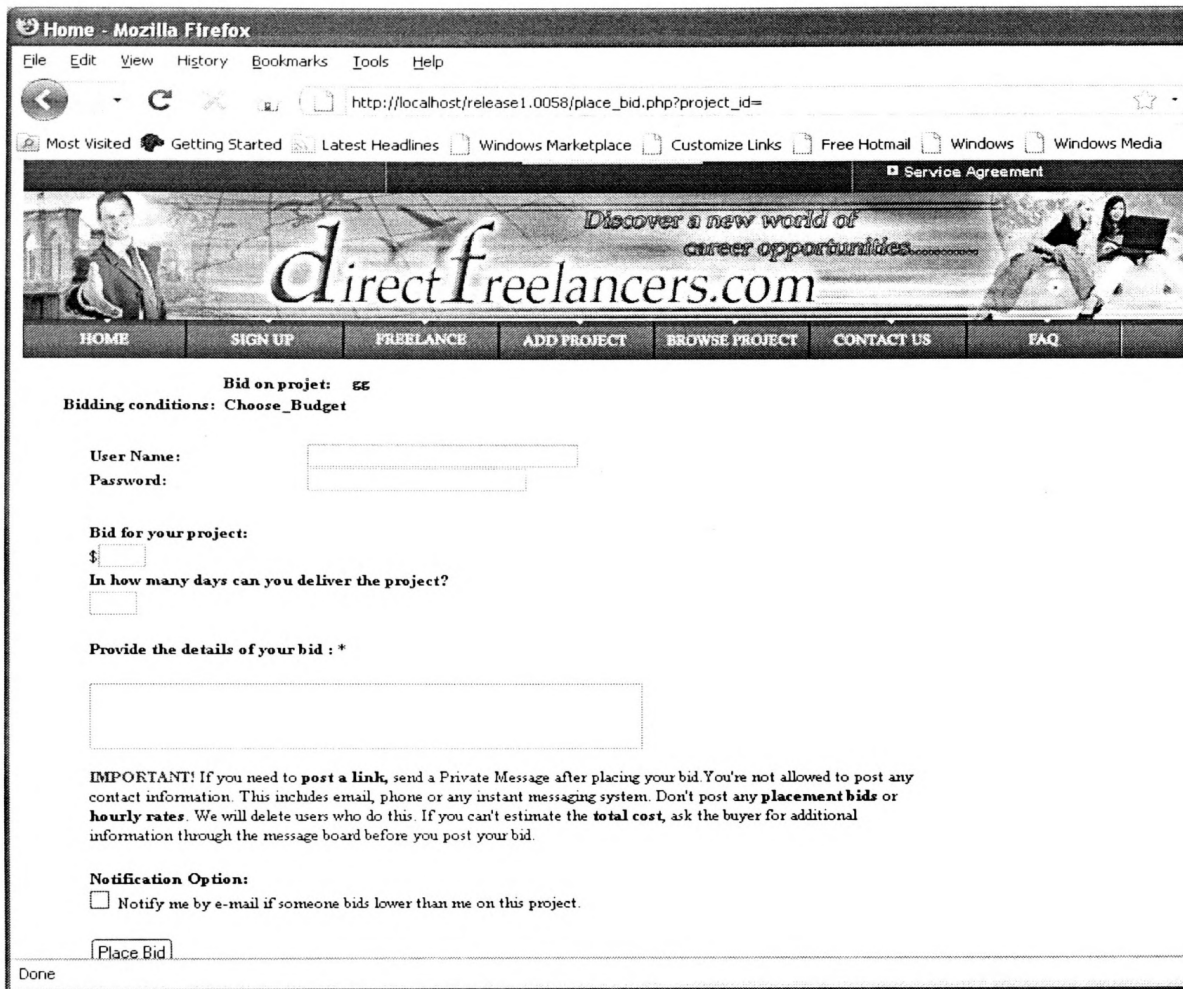 Home - Mozilla Firefox
File Edit View History Bookmarks Tools Help
http://localhost/release1.0058/place_bid.php?project_id=
Most Visited Getting Started Latest Headlines Windows Marketplace Customize Links Free Hotmail Windows Windows Media
Service Agreement
Discover a new world of
career opportunities..........
directfreelancers.com
HOME SIGN UP FREELANCE ADD PROJECT BROWSE PROJECT CONTACT US FAQ
Bid on projet: gg
Bidding conditions: Choose_Budget
User Name:
Password:
Bid for your project:
$
In how many days can you deliver the project?
Provide the details of your bid : *
IMPORTANT! If you need to post a link, send a Private Message after placing your bid.You're not allowed to post any
contact information. This includes email, phone or any instant messaging system. Don't post any placement bids or
hourly rates. We will delete users who do this. If you can't estimate the total cost, ask the buyer for additional
information through the message board before you post your bid.
Notification Option:
Notify me by e-mail if someone bids lower than me on this project.
Place Bid
Done